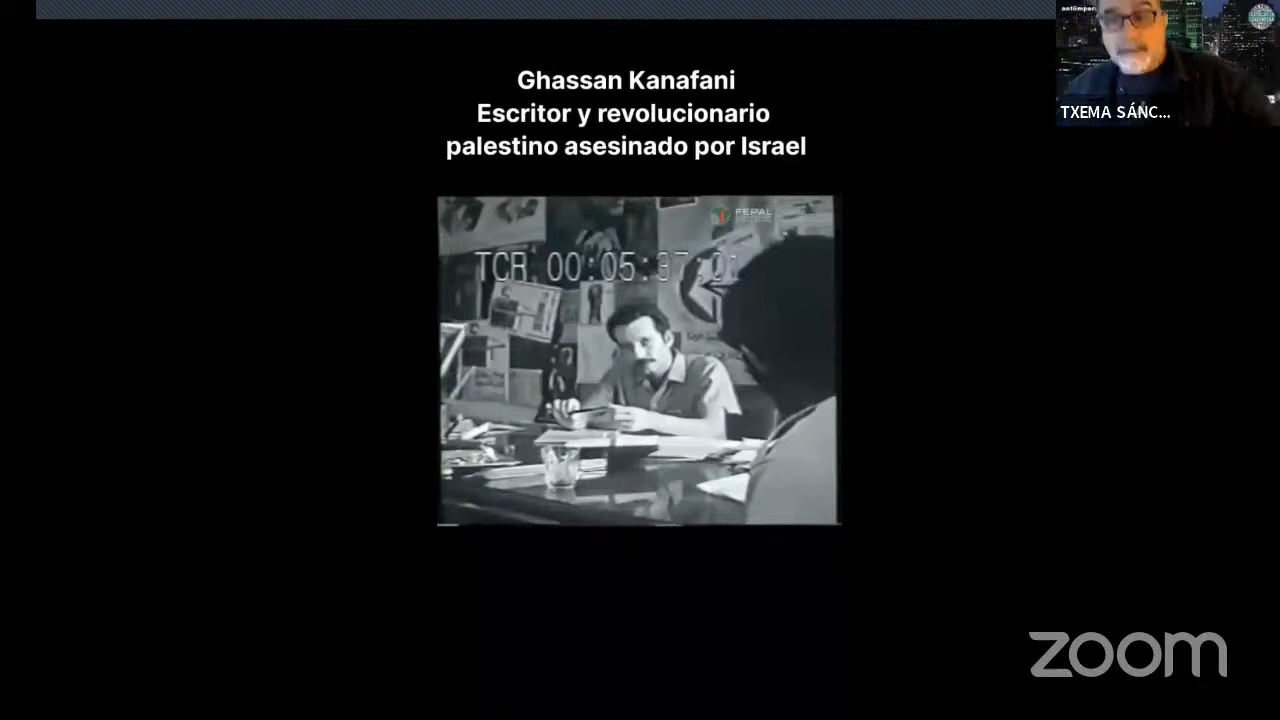 Ghassan Kanafani
Escritor y revolucionario
palestino asesinado por Israel
FEPAL
TCR 00:05:37:
TXEMA SÁNC...
zoom